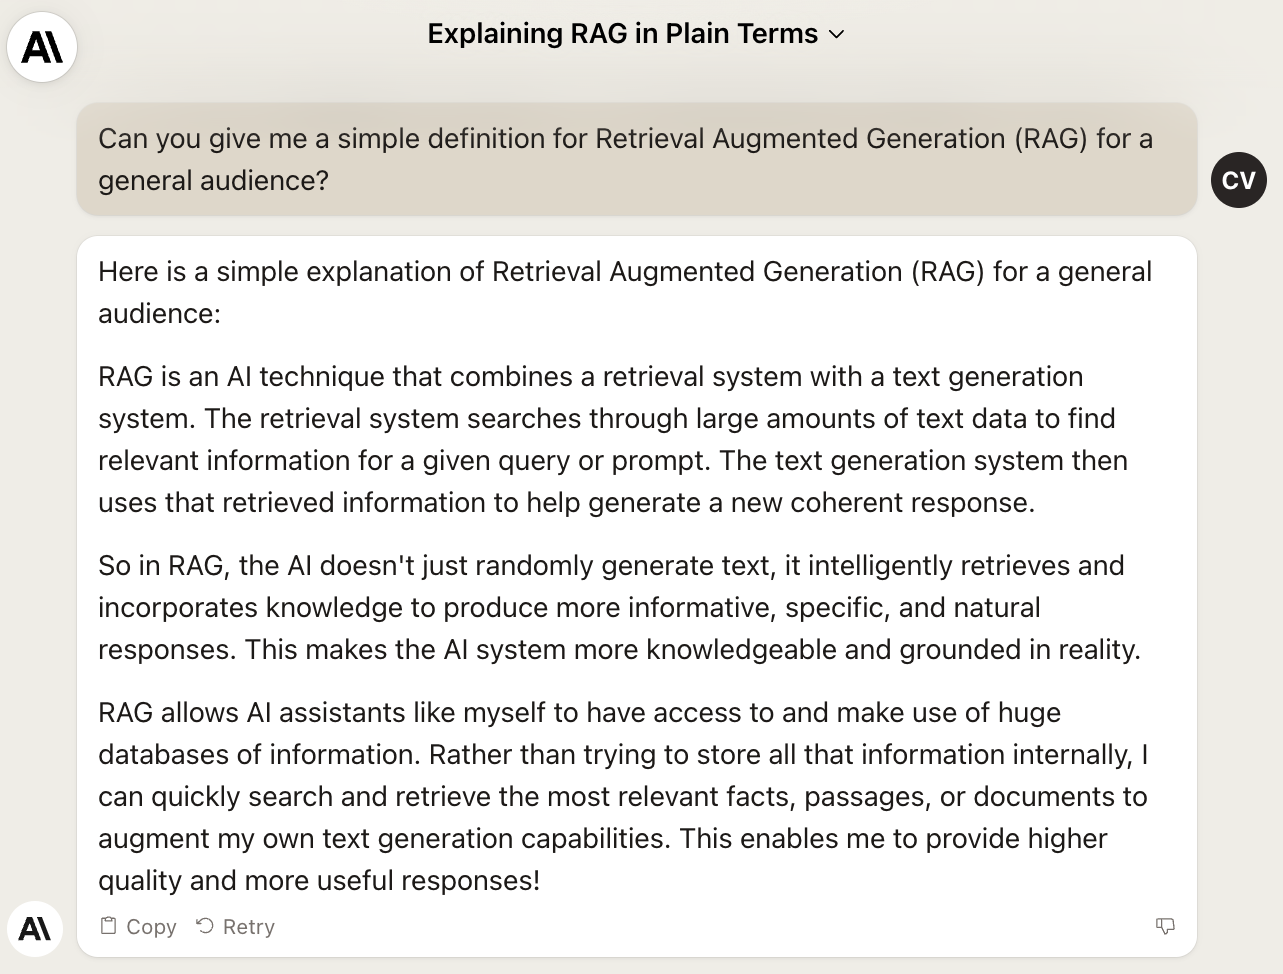 Explaining RAG in Plain Terms
Can you give me a simple definition for Retrieval Augmented Generation (RAG) for a
general audience?
CV
Here is a simple explanation of Retrieval Augmented Generation (RAG) for a general
audience:
RAG is an AI technique that combines a retrieval system with a text generation
system. The retrieval system searches through large amounts of text data to find
relevant information for a given query or prompt. The text generation system then
uses that retrieved information to help generate a new coherent response.
So in RAG, the AI doesn't just randomly generate text, it intelligently retrieves and
incorporates knowledge to produce more informative, specific, and natural
responses. This makes the AI system more knowledgeable and grounded in reality.
RAG allows AI assistants like myself to have access to and make use of huge
databases of information. Rather than trying to store all that information internally, I
can quickly search and retrieve the most relevant facts, passages, or documents to
augment my own text generation capabilities. This enables me to provide higher
quality and more useful responses!
Copy Retry